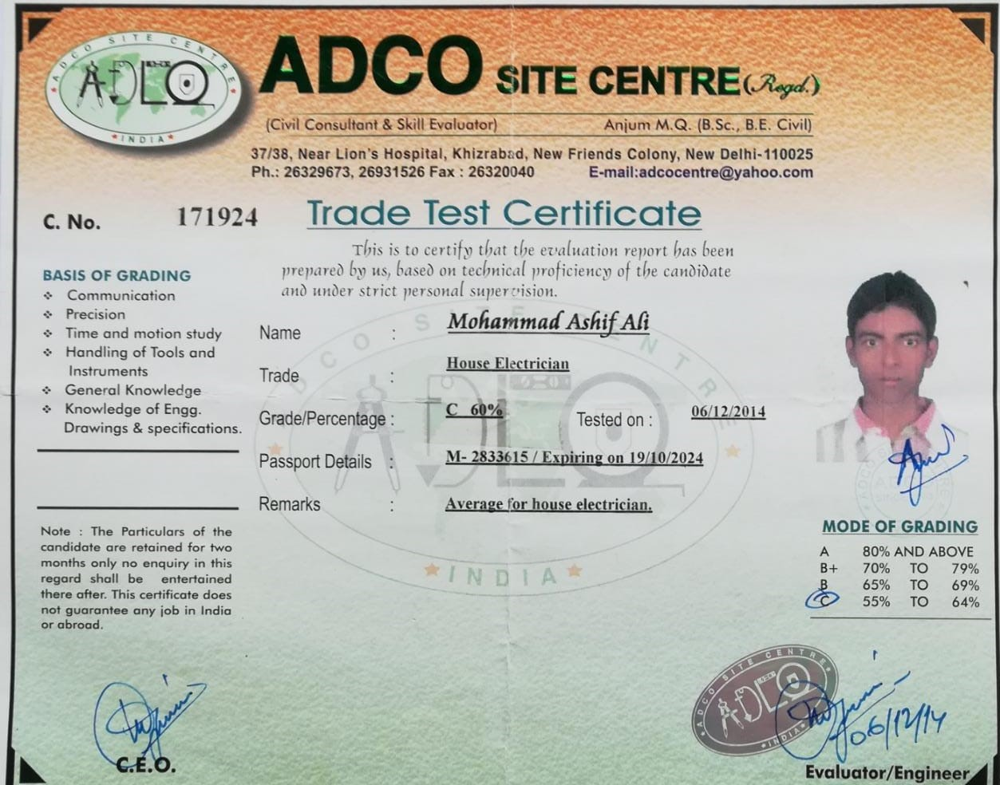 ADCO SITE CENTRE
INDIA
ADCO SITE CENTRE (Regd.)
(Civil Consultant & Skill Evaluator) Anjum M.Q. (B.Sc., B.E. Civil)
37/38, Near Lion's Hospital, Khizrabad, New Friends Colony, New Delhi-110025
Ph.: 26329673, 26931526 Fax : 26320040 E-mail:adcocentre@yahoo.com
C. No. 171924 Trade Test Certificate
This is to certify that the evaluation report has been
prepared by us, based on technical proficiency of the candidate
and under strict personal supervision.
BASIS OF GRADING
❖ Communication
❖ Precision
❖ Time and motion study
❖ Handling of Tools and
Instruments
❖ General Knowledge
❖ Knowledge of Engg.
Drawings & specifications.
Name : Mohammad Ashif Ali
Trade : House Electrician
Grade/Percentage : C 60% Tested on : 06/12/2014
Passport Details : M- 2833615 / Expiring on 19/10/2024
Remarks : Average for house electrician.
ADCO SITE CENTRE
INDIA
Note : The Particulars of the
candidate are retained for two
months only no enquiry in this
regard shall be entertained
there after. This certificate does
not guarantee any job in India
or abroad.
MODE OF GRADING
A 80% AND ABOVE
B+ 70% TO 79%
B 65% TO 69%
C 55% TO 64%
ADCO SITE CENTRE
INDIA
06/12/14
C.E.O.
Evaluator/Engineer